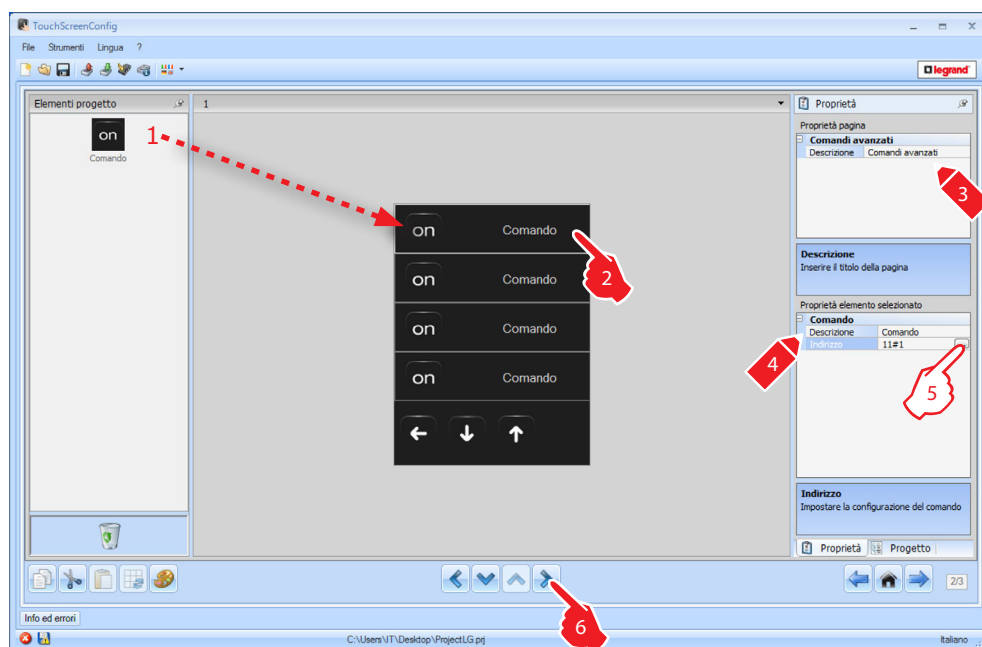 TouchScreenConfig
File Strumenti Lingua ?
legrand
Elementi progetto
on
Comando
1
1
on Comando
on Comando
on Comando
on Comando
2
Proprietà
Proprietà pagina
Comandi avanzati
Descrizione Comandi avanzati
3
Descrizione
Inserire il titolo della pagina
Proprietà elemento selezionato
Comando
Descrizione Comando
Indirizzo 11#1
4
5
Indirizzo
Impostare la configurazione del comando
Proprietà Progetto
2/3
6
Info ed errori
C:\Users\IT\Desktop\ProjectLG.prj
Italiano